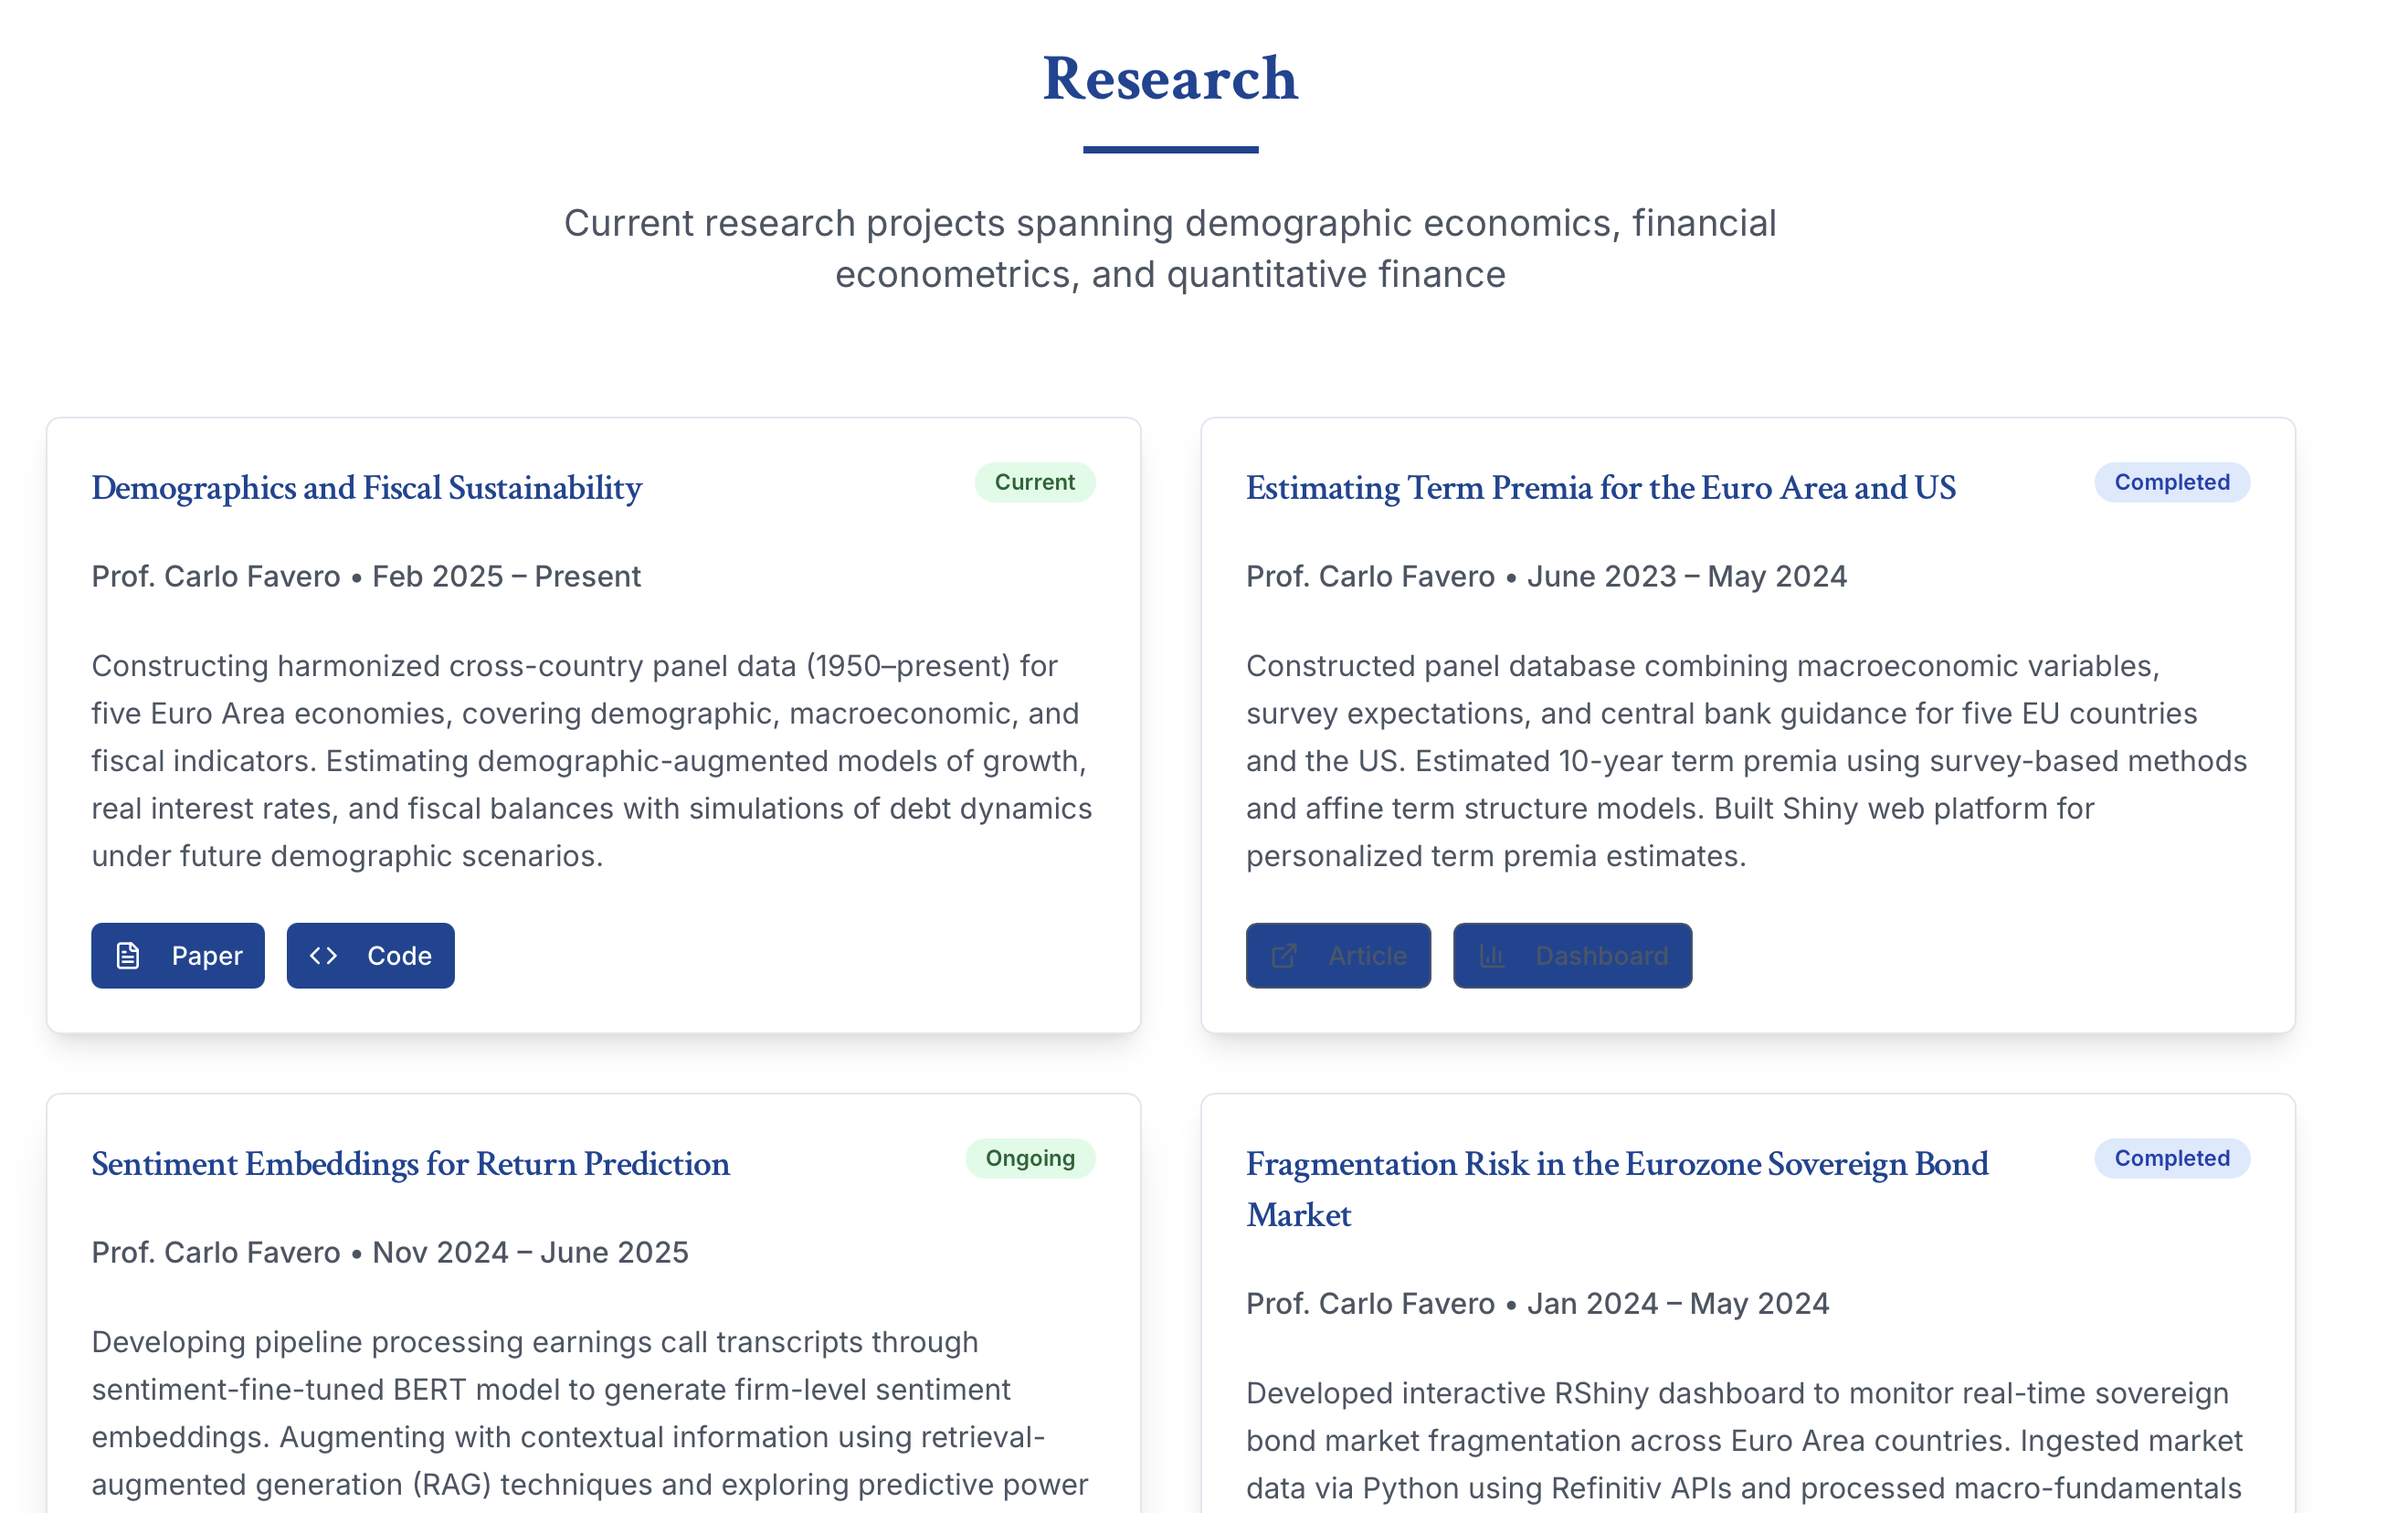 Research
Current research projects spanning demographic economics, financial
econometrics, and quantitative finance
Demographics and Fiscal Sustainability
Current
Prof. Carlo Favero • Feb 2025 – Present
Constructing harmonized cross-country panel data (1950–present) for
five Euro Area economies, covering demographic, macroeconomic, and
fiscal indicators. Estimating demographic-augmented models of growth,
real interest rates, and fiscal balances with simulations of debt dynamics
under future demographic scenarios.
Paper
Code
Estimating Term Premia for the Euro Area and US
Completed
Prof. Carlo Favero • June 2023 – May 2024
Constructed panel database combining macroeconomic variables,
survey expectations, and central bank guidance for five EU countries
and the US. Estimated 10-year term premia using survey-based methods
and affine term structure models. Built Shiny web platform for
personalized term premia estimates.
Article
Dashboard
Sentiment Embeddings for Return Prediction
Ongoing
Prof. Carlo Favero • Nov 2024 – June 2025
Developing pipeline processing earnings call transcripts through
sentiment-fine-tuned BERT model to generate firm-level sentiment
embeddings. Augmenting with contextual information using retrieval-
augmented generation (RAG) techniques and exploring predictive power
Fragmentation Risk in the Eurozone Sovereign Bond
Market
Completed
Prof. Carlo Favero • Jan 2024 – May 2024
Developed interactive RShiny dashboard to monitor real-time sovereign
bond market fragmentation across Euro Area countries. Ingested market
data via Python using Refinitiv APIs and processed macro-fundamentals